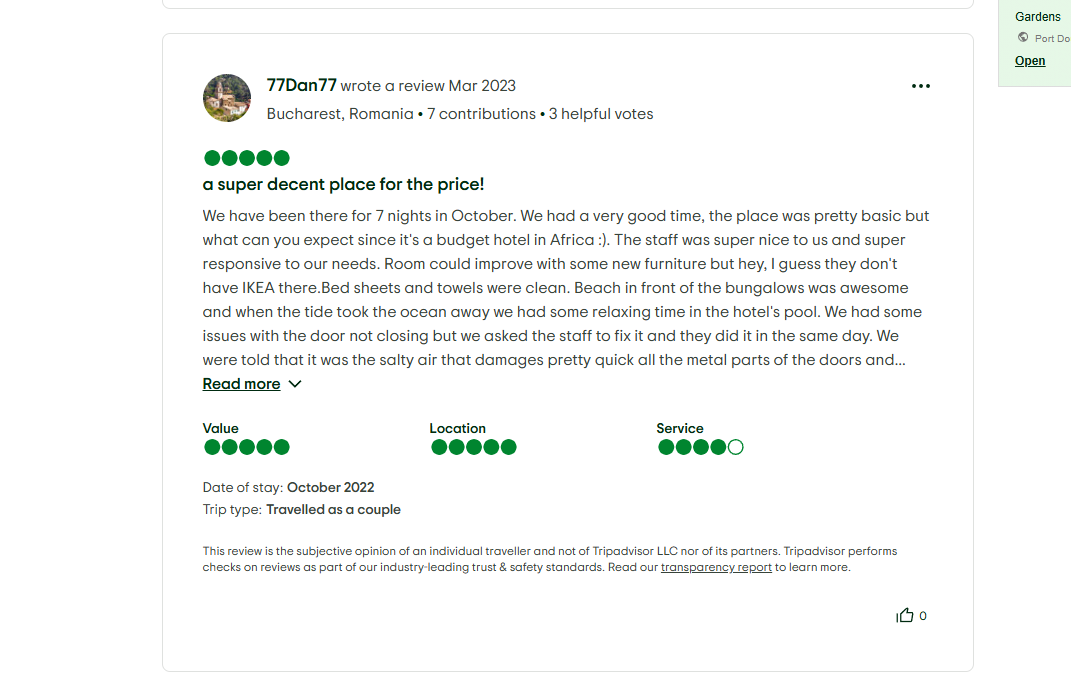 Gardens
Port Do
Open
77Dan77 wrote a review Mar 2023
Bucharest, Romania • 7 contributions • 3 helpful votes
a super decent place for the price!
We have been there for 7 nights in October. We had a very good time, the place was pretty basic but
what can you expect since it's a budget hotel in Africa :). The staff was super nice to us and super
responsive to our needs. Room could improve with some new furniture but hey, I guess they don't
have IKEA there.Bed sheets and towels were clean. Beach in front of the bungalows was awesome
and when the tide took the ocean away we had some relaxing time in the hotel's pool. We had some
issues with the door not closing but we asked the staff to fix it and they did it in the same day. We
were told that it was the salty air that damages pretty quick all the metal parts of the doors and...
Read more
Value Location Service
Date of stay: October 2022
Trip type: Travelled as a couple
This review is the subjective opinion of an individual traveller and not of Tripadvisor LLC nor of its partners. Tripadvisor performs
checks on reviews as part of our industry-leading trust & safety standards. Read our transparency report to learn more.
0